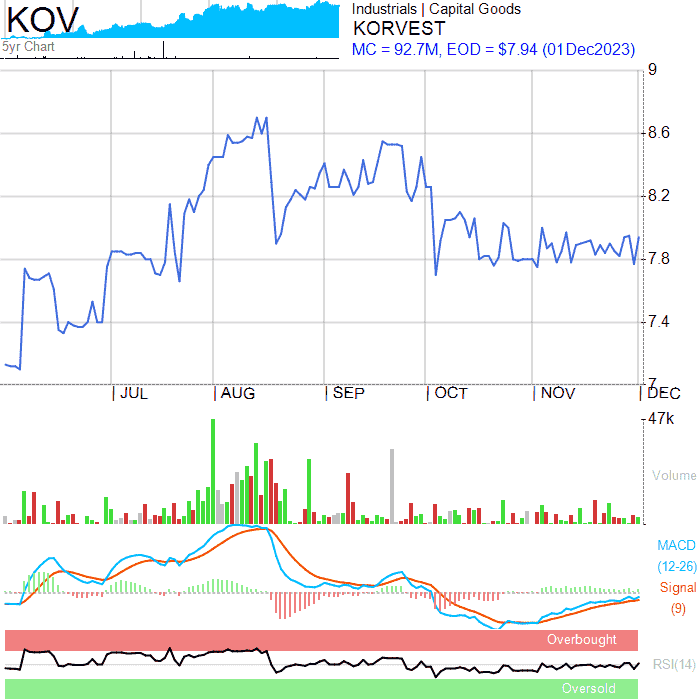 KOV
5yr Chart
Industrials | Capital Goods
KORVEST
MC = 92.7M, EOD = $7.94 (01Dec2023)
9
8.6
8.2
7.8
7.4
7
JUL
AUG
SEP
OCT
NOV
DEC
47k
Volume
MACD
(12-26)
Signal
(9)
Overbought
RSI(14)
Oversold